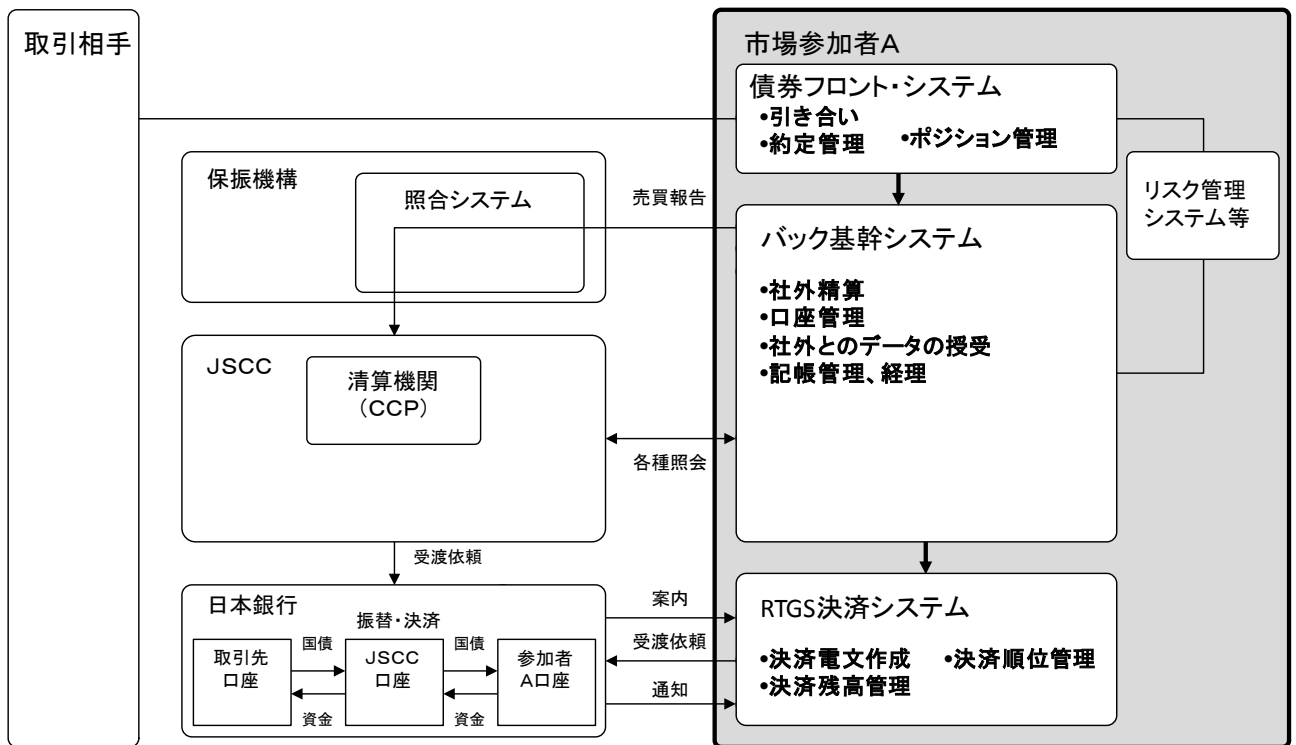 取引相手
市場参加者A
債券フロント・システム
•引き合い
•約定管理
•ポジション管理
リスク管理
システム等
保振機構
照合システム
売買報告
バック基幹システム
•社外精算
•口座管理
•社外とのデータの授受
•記帳管理、経理
JSCC
清算機関
（CCP）
各種照会
受渡依頼
日本銀行
振替・決済
取引先
口座
国債
資金
JSCC
口座
国債
資金
参加者
A口座
案内
受渡依頼
通知
RTGS決済システム
•決済電文作成
•決済順位管理
•決済残高管理